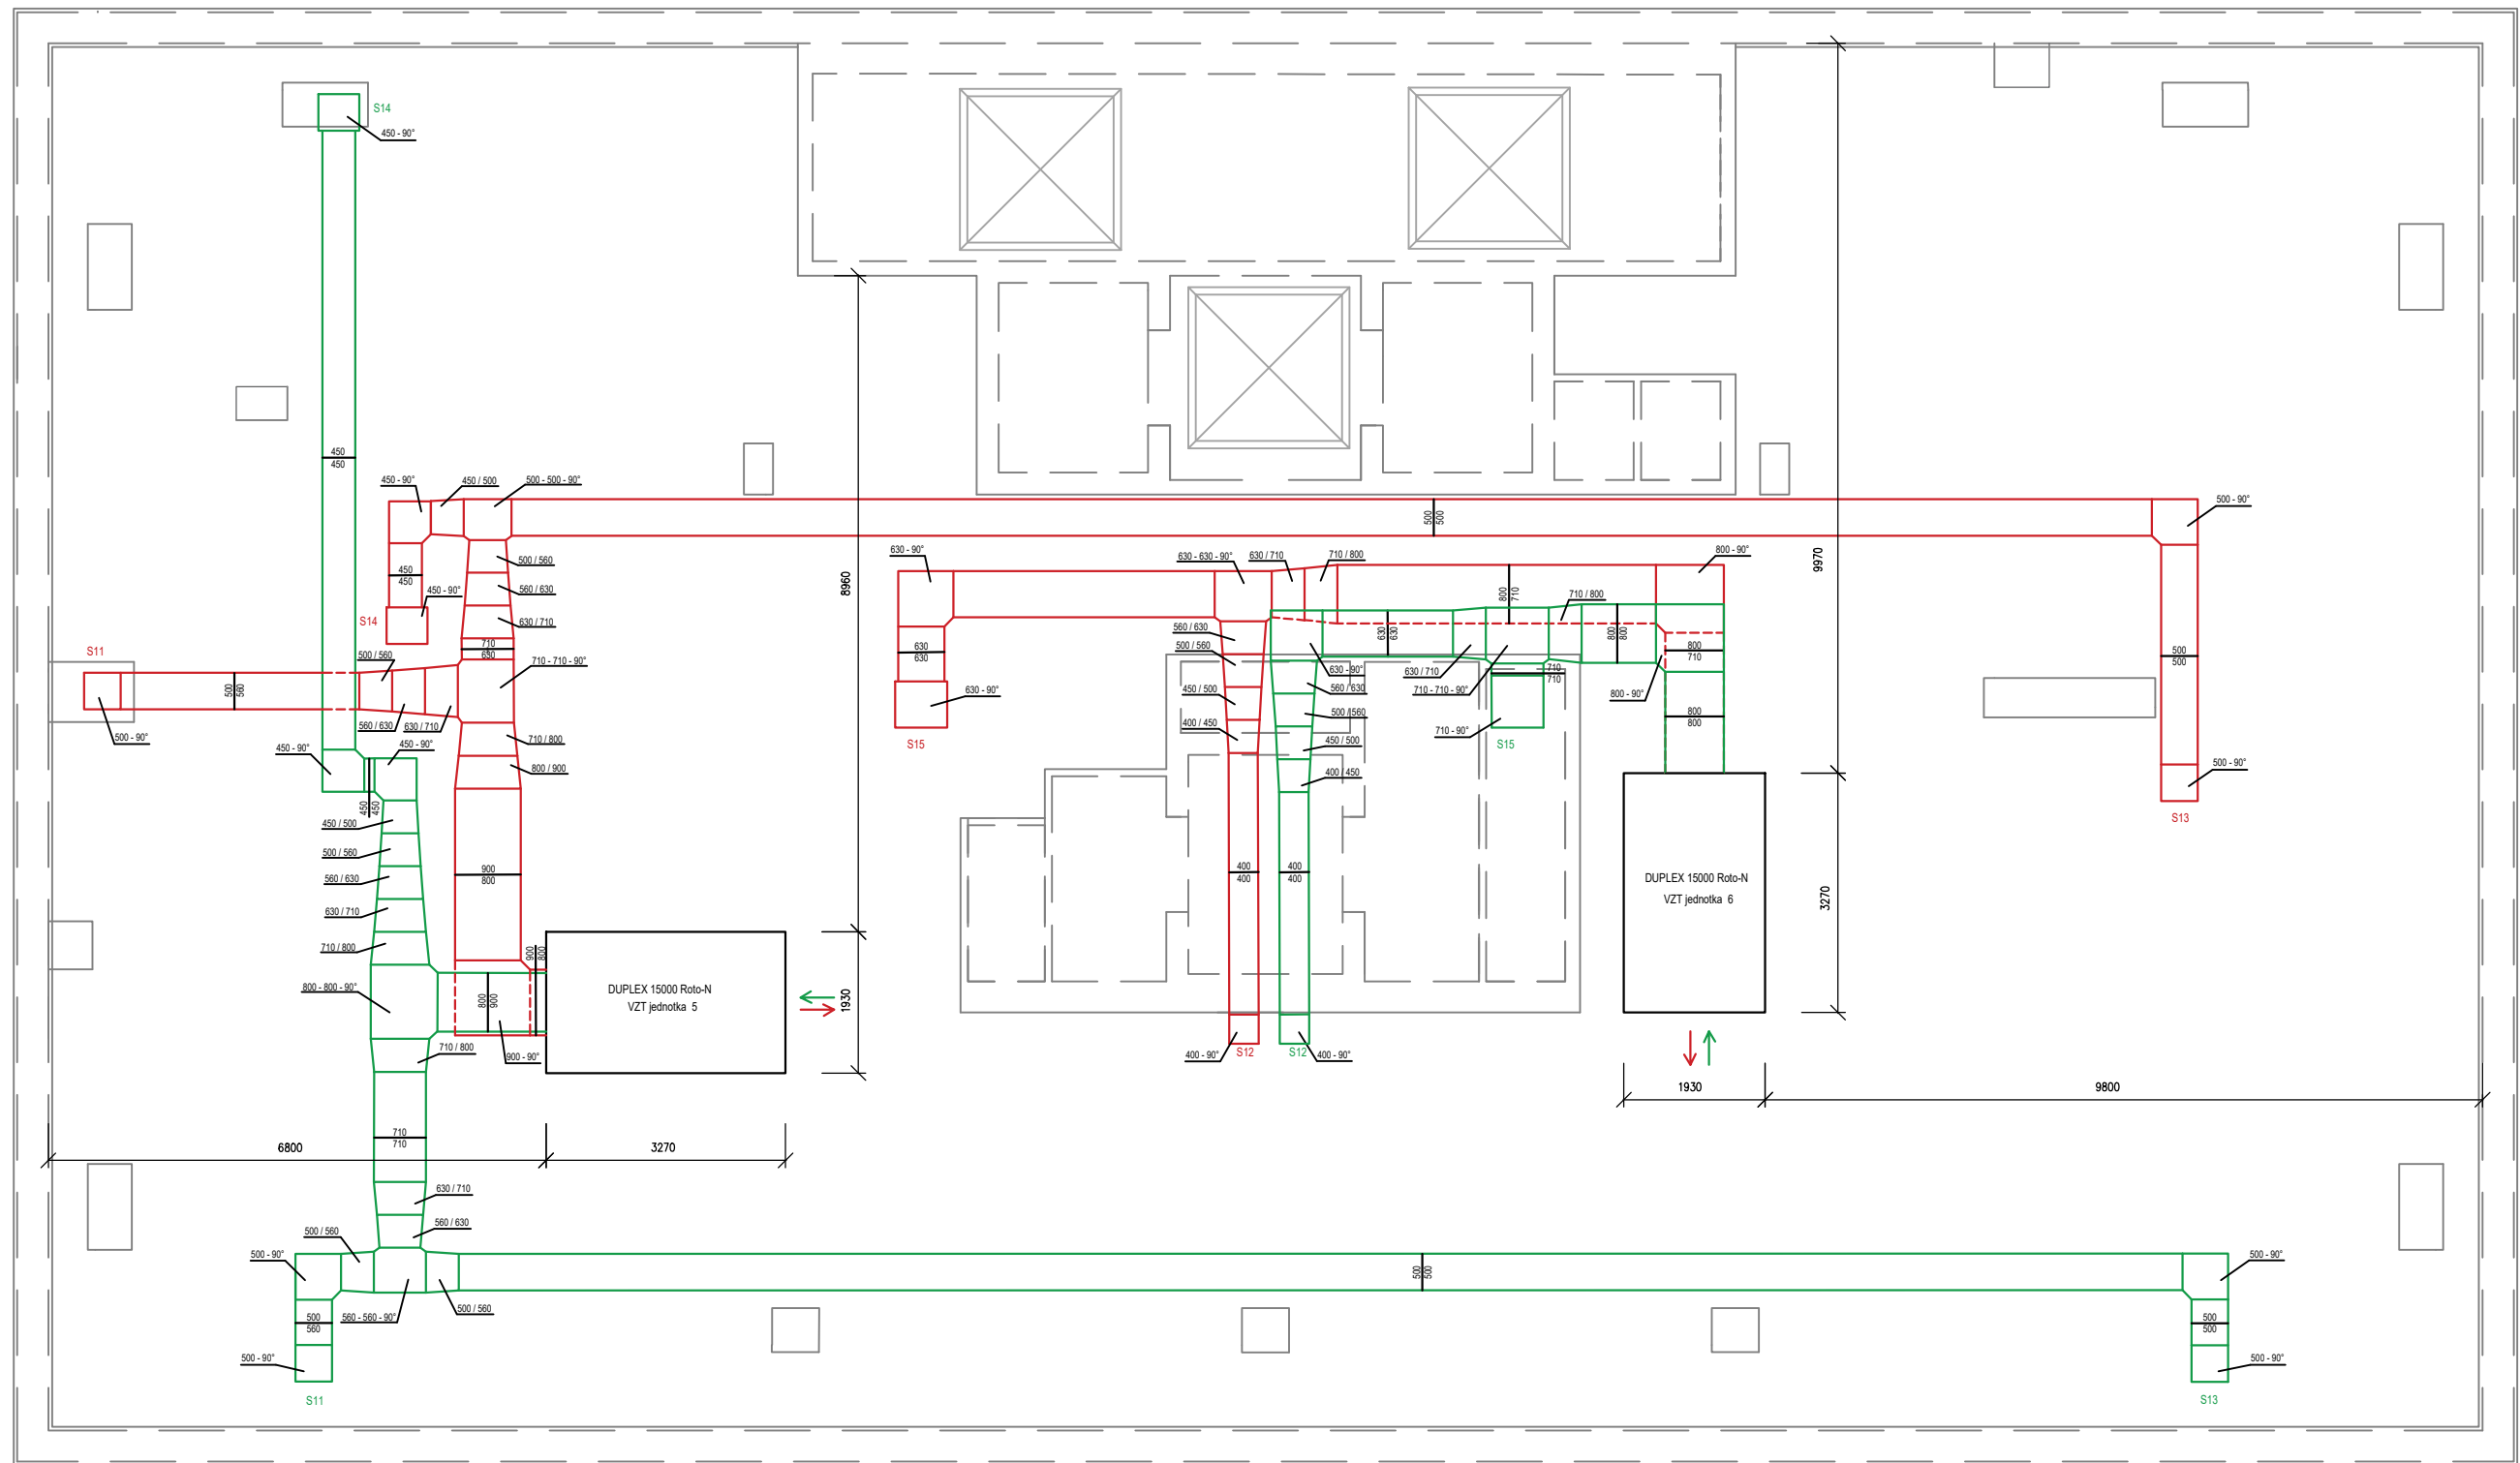 S14
450 - 90°
450
450
450 - 90°
450 / 500
500 - 500 - 90°
500
500
500 - 90°
500 / 560
560 / 630
630 / 710
450
450
450 - 90°
S14
710
630
710 - 710 - 90°
S11
500 / 560
500
560
500 - 90°
560 / 630
630 / 710
450 - 90°
450 - 90°
710 / 800
800 / 900
450
450
450 / 500
500 / 560
560 / 630
630 / 710
710 / 800
900
800
900
800
800 - 800 - 90°
800
900
900 - 90°
710 / 800
DUPLEX 15000 Roto-N
VZT jednotka 5
8960
1930
6800
3270
710
710
630 / 710
560 / 630
500 / 560
500 - 90°
500
560
560 - 560 - 90°
500 / 560
500 - 90°
S11
500
500
500 - 90°
500
500
500 - 90°
S13
630 - 90°
630 - 630 - 90°
630 / 710
710 / 800
800 - 90°
800
710
710 / 800
630
630
560 / 630
500 / 560
630 - 90°
560 / 630
630 / 710
710 - 710 - 90°
710
710
800
800
800
710
800 - 90°
800
800
630
630
630 - 90°
S15
450 / 500
400 / 450
500 / 560
450 / 500
400 / 450
710 - 90°
S15
400
400
400
400
400 - 90°
S12
S12
400 - 90°
DUPLEX 15000 Roto-N
VZT jednotka 6
9970
3270
1930
9800
500
500
500 - 90°
S13